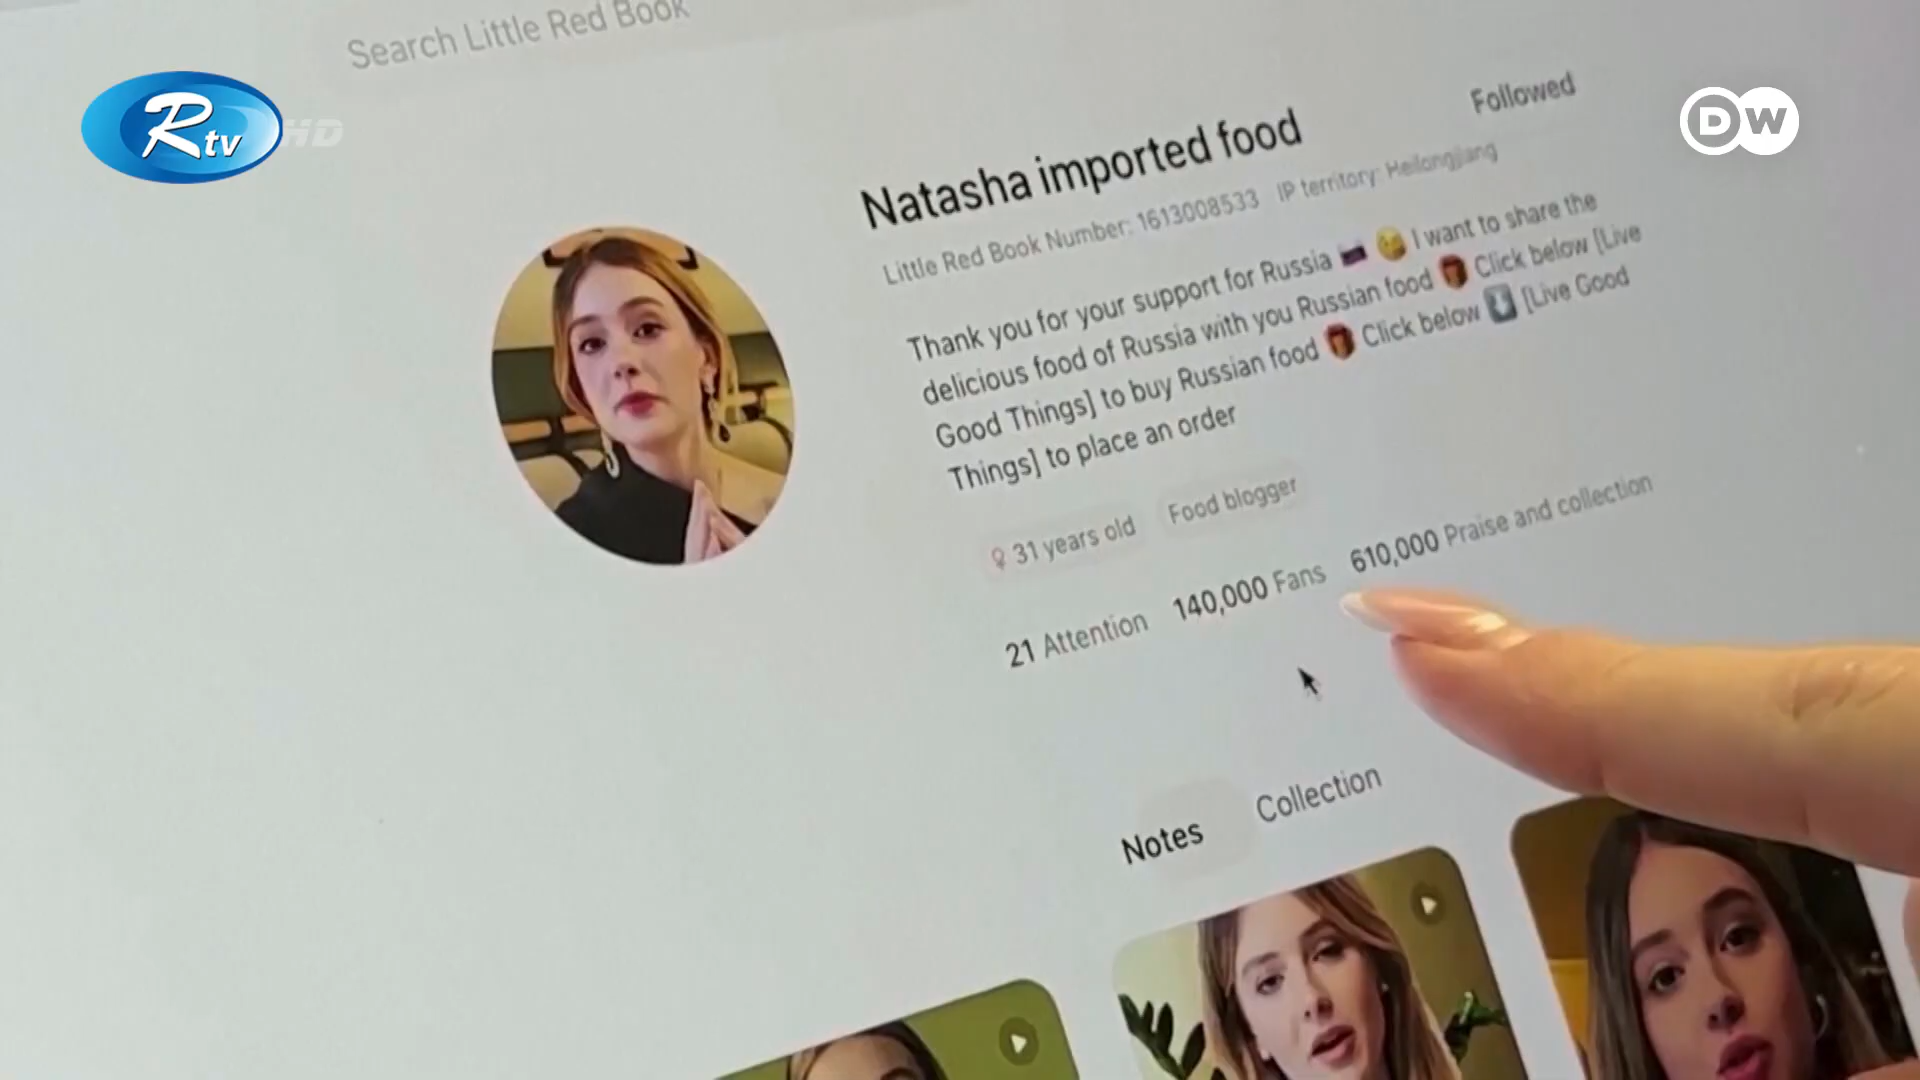 Search Little Red Book
Rtv HD
DW
Followed
Natasha imported food
Little Red Book Number: 1613008533 IP territory: Heilongjiang
Thank you for your support for Russia 🇷🇺 😘 I want to share the
delicious food of Russia with you Russian food 🎁 Click below [Live
Good Things] to buy Russian food 🎁 Click below ⬇️ [Live Good
Things] to place an order
♀ 31 years old Food blogger
21 Attention 140,000 Fans 610,000 Praise and collection
Notes Collection